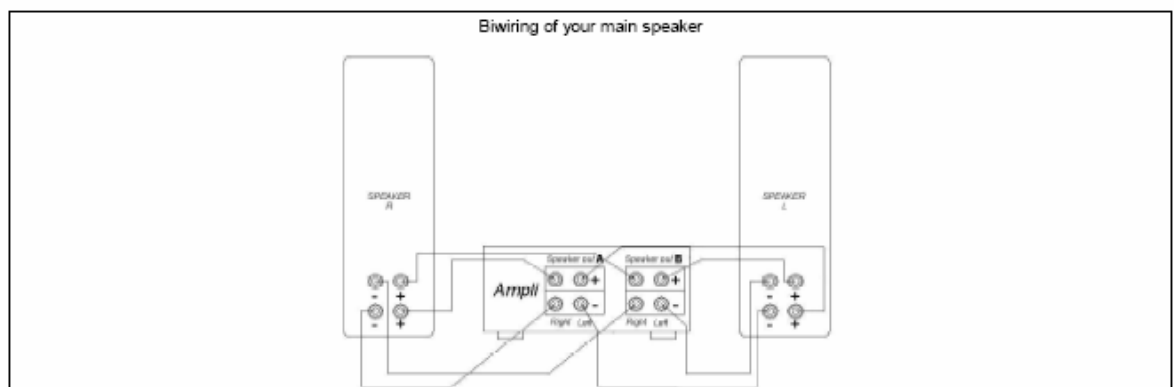 Biwiring of your main speaker
SPEAKER
R
SPEAKER
L
Speaker out A
Speaker out B
Ampli
+
+
-
-
Right Left
Right Left
-
+
-
+
-
+
-
+